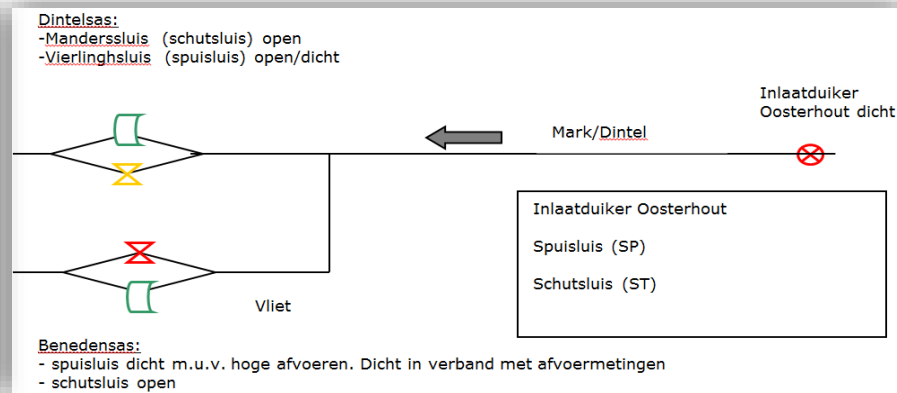 Dintelsas:
-Manderssluis (schutsluis) open
-Vierlinghsluis (spuisluis) open/dicht
Inlaatduiker
Oosterhout dicht
Mark/Dintel
Inlaatduiker Oosterhout
Spuisluis (SP)
Schutsluis (ST)
Vliet
Benedensas:
- spuisluis dicht m.u.v. hoge afvoeren. Dicht in verband met afvoermetingen
- schutsluis open